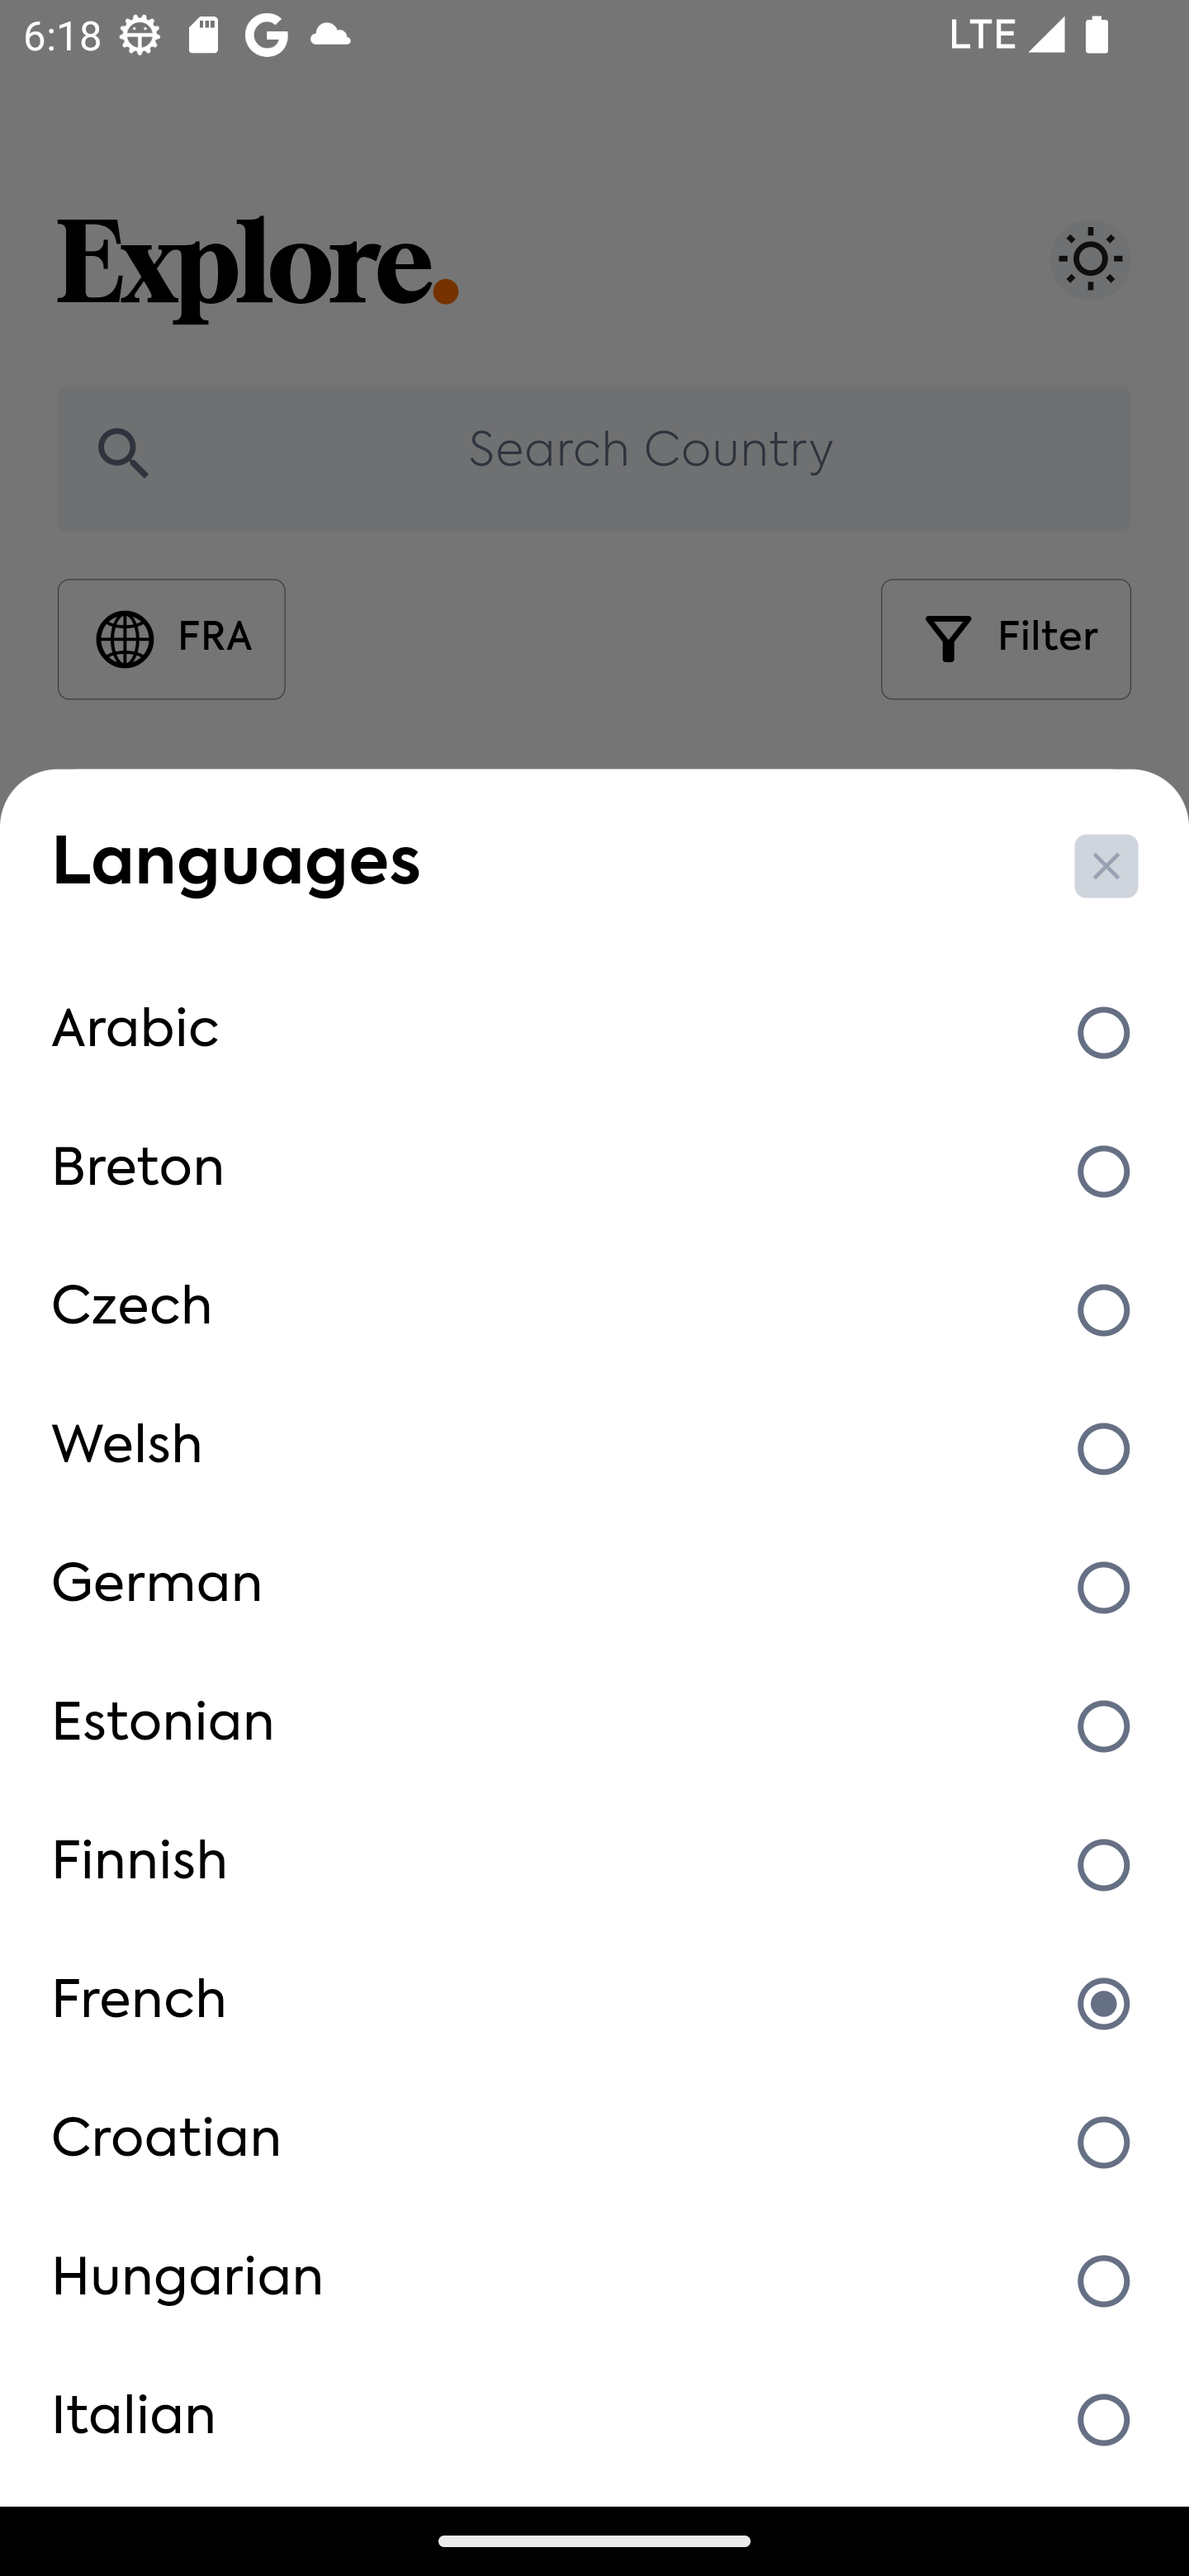 6:18
LTE
Explore.
Search Country
FRA
Filter
Languages
Arabic
Breton
Czech
Welsh
German
Estonian
Finnish
French
Croatian
Hungarian
Italian